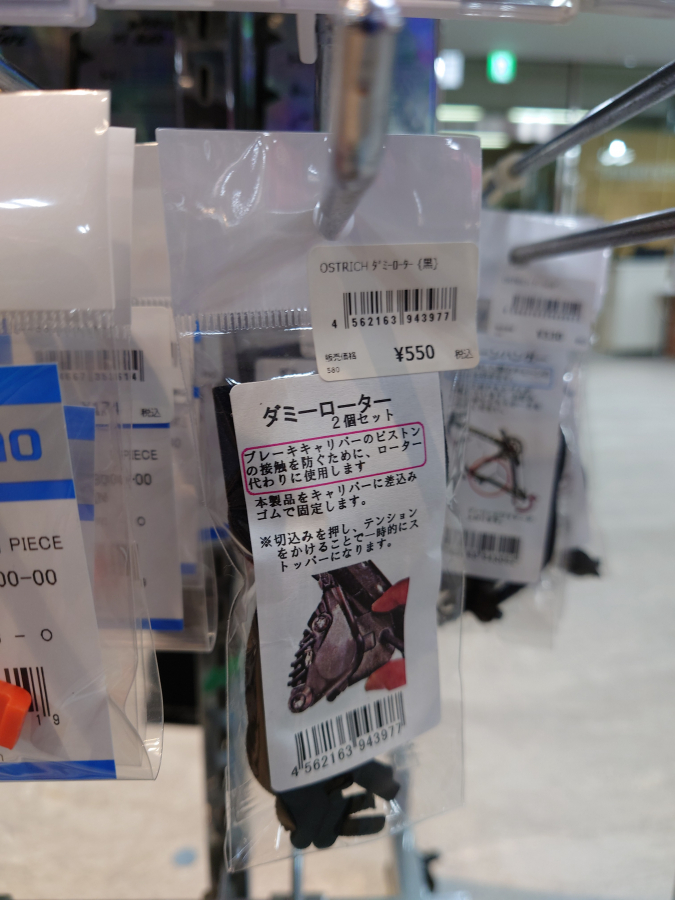 OSTRICH ﾀﾞﾐｰﾛｰﾀｰ (黒)
4 562163 943977
販売価格
¥550
税込
580
ダミーローター
2個セット
ブレーキキャリパーのピストン
の接触を防ぐために、ローター
代わりに使用します
本製品をキャリパーに差込み
ゴムで固定します。
※切込みを押し、テンション
をかけることで一時的にス
トッパーになります。
4 562163 943977
税込
PIECE
00-00
- O
19